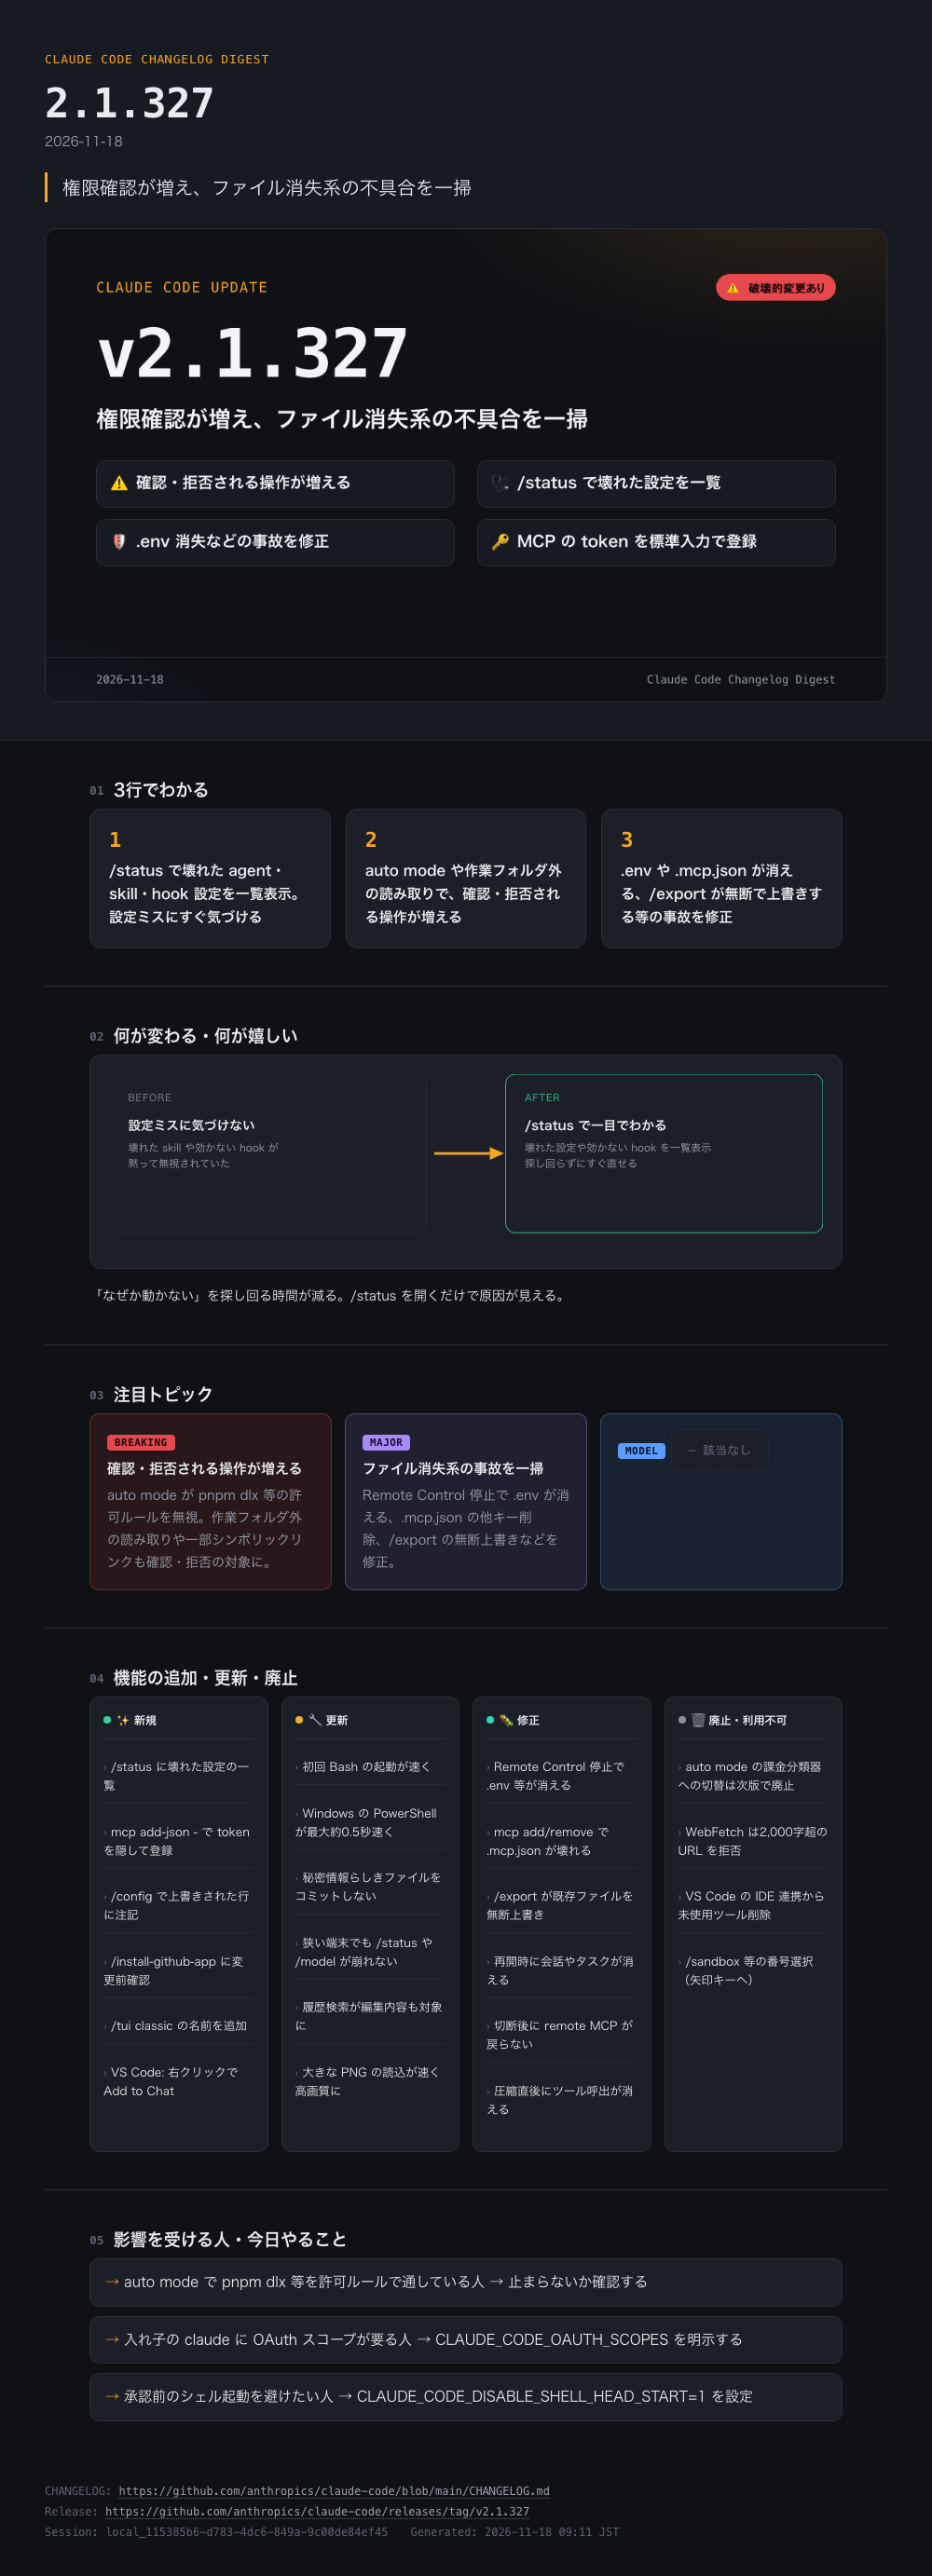 CLAUDE CODE CHANGELOG DIGEST
2.1.327
2026-11-18
権限確認が増え、ファイル消失系の不具合を一掃
CLAUDE CODE UPDATE
⚠️ 破壊的変更あり
v2.1.327
権限確認が増え、ファイル消失系の不具合を一掃
⚠️ 確認・拒否される操作が増える
🩺 /status で壊れた設定を一覧
🛡️ .env 消失などの事故を修正
🔑 MCP の token を標準入力で登録
2026-11-18
Claude Code Changelog Digest
01 3行でわかる
1
/status で壊れた agent・
skill・hook 設定を一覧表示。
設定ミスにすぐ気づける
2
auto mode や作業フォルダ外
の読み取りで、確認・拒否され
る操作が増える
3
.env や .mcp.json が消え
る、/export が無断で上書きす
る等の事故を修正
02 何が変わる・何が嬉しい
BEFORE
設定ミスに気づけない
壊れた skill や効かない hook が
黙って無視されていた
AFTER
/status で一目でわかる
壊れた設定や効かない hook を一覧表示
探し回らずにすぐ直せる
「なぜか動かない」を探し回る時間が減る。/status を開くだけで原因が見える。
03 注目トピック
BREAKING
確認・拒否される操作が増える
auto mode が pnpm dlx 等の許
可ルールを無視。作業フォルダ外
の読み取りや一部シンボリックリ
ンクも確認・拒否の対象に。
MAJOR
ファイル消失系の事故を一掃
Remote Control 停止で .env が消
える、.mcp.json の他キー削
除、/export の無断上書きなどを
修正。
MODEL — 該当なし
04 機能の追加・更新・廃止
✨ 新規
› /status に壊れた設定の一
覧
› mcp add-json - で token
を隠して登録
› /config で上書きされた行
に注記
› /install-github-app に変
更前確認
› /tui classic の名前を追加
› VS Code: 右クリックで
Add to Chat
🔧 更新
› 初回 Bash の起動が速く
› Windows の PowerShell
が最大約0.5秒速く
› 秘密情報らしきファイルを
コミットしない
› 狭い端末でも /status や
/model が崩れない
› 履歴検索が編集内容も対象
に
› 大きな PNG の読込が速く
高画質に
🐛 修正
› Remote Control 停止で
.env 等が消える
› mcp add/remove で
.mcp.json が壊れる
› /export が既存ファイルを
無断上書き
› 再開時に会話やタスクが消
える
› 切断後に remote MCP が
戻らない
› 圧縮直後にツール呼出が消
える
🗑️ 廃止・利用不可
› auto mode の課金分類器
への切替は次版で廃止
› WebFetch は2,000字超の
URL を拒否
› VS Code の IDE 連携から
未使用ツール削除
› /sandbox 等の番号選択
（矢印キーへ）
05 影響を受ける人・今日やること
→ auto mode で pnpm dlx 等を許可ルールで通している人 → 止まらないか確認する
→ 入れ子の claude に OAuth スコープが要る人 → CLAUDE_CODE_OAUTH_SCOPES を明示する
→ 承認前のシェル起動を避けたい人 → CLAUDE_CODE_DISABLE_SHELL_HEAD_START=1 を設定
CHANGELOG: https://github.com/anthropics/claude-code/blob/main/CHANGELOG.md
Release: https://github.com/anthropics/claude-code/releases/tag/v2.1.327
Session: local_115385b6-d783-4dc6-849a-9c00de84ef45 Generated: 2026-11-18 09:11 JST